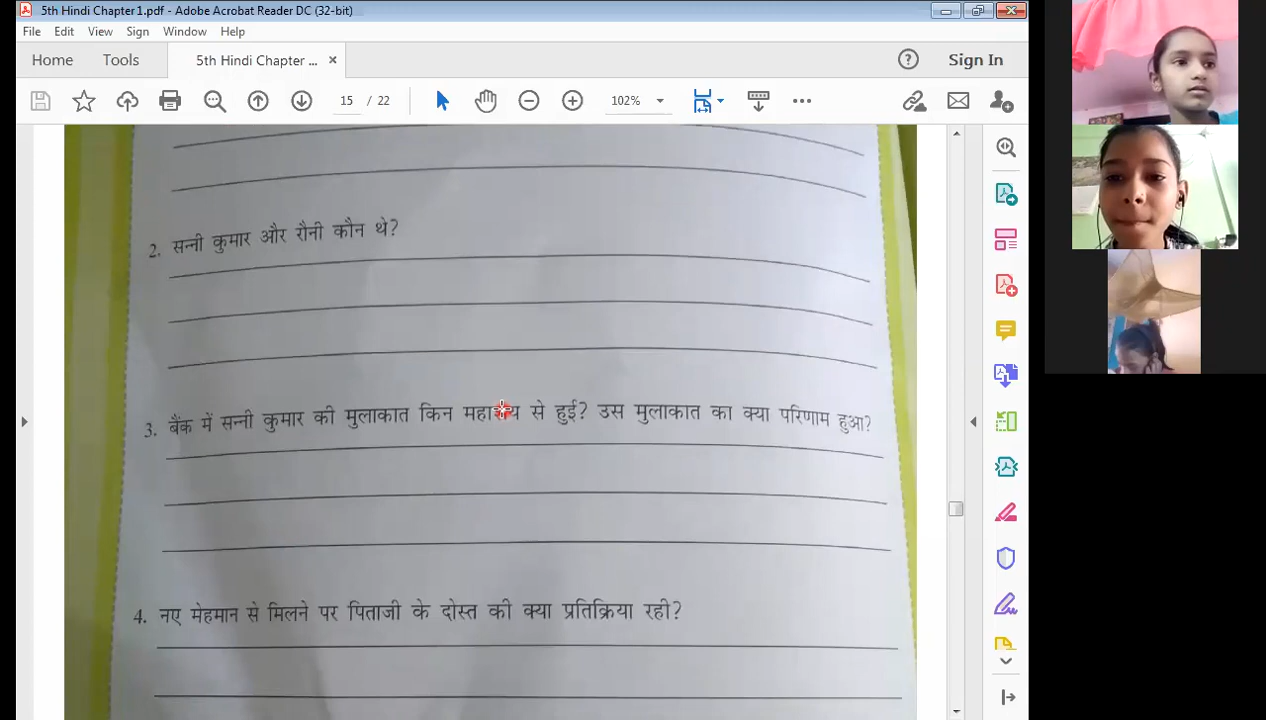 5th Hindi Chapter1.pdf - Adobe Acrobat Reader DC (32-bit)
File Edit View Sign Window Help
Home Tools 5th Hindi Chapter ... × Sign In
15 / 22 102%
2. सन्नी कुमार और रौनी कौन थे?
3. बैंक में सन्नी कुमार की मुलाकात किन महाशय से हुई? उस मुलाकात का क्या परिणाम हुआ?
4. नए मेहमान से मिलने पर पिताजी के दोस्त की क्या प्रतिक्रिया रही?